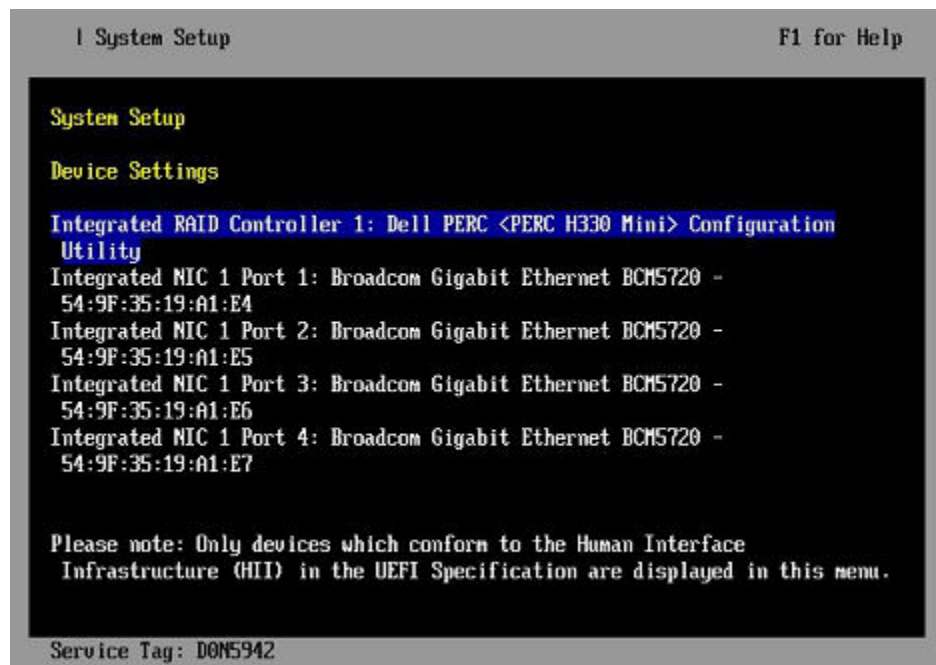 | System Setup F1 for Help
System Setup
Device Settings
Integrated RAID Controller 1: Dell PERC <PERC H330 Mini> Configuration
Utility
Integrated NIC 1 Port 1: Broadcom Gigabit Ethernet BCM5720 -
54:9F:35:19:A1:E4
Integrated NIC 1 Port 2: Broadcom Gigabit Ethernet BCM5720 -
54:9F:35:19:A1:E5
Integrated NIC 1 Port 3: Broadcom Gigabit Ethernet BCM5720 -
54:9F:35:19:A1:E6
Integrated NIC 1 Port 4: Broadcom Gigabit Ethernet BCM5720 -
54:9F:35:19:A1:E7
Please note: Only devices which conform to the Human Interface
Infrastructure (HII) in the UEFI Specification are displayed in this menu.
Service Tag: D0N5942